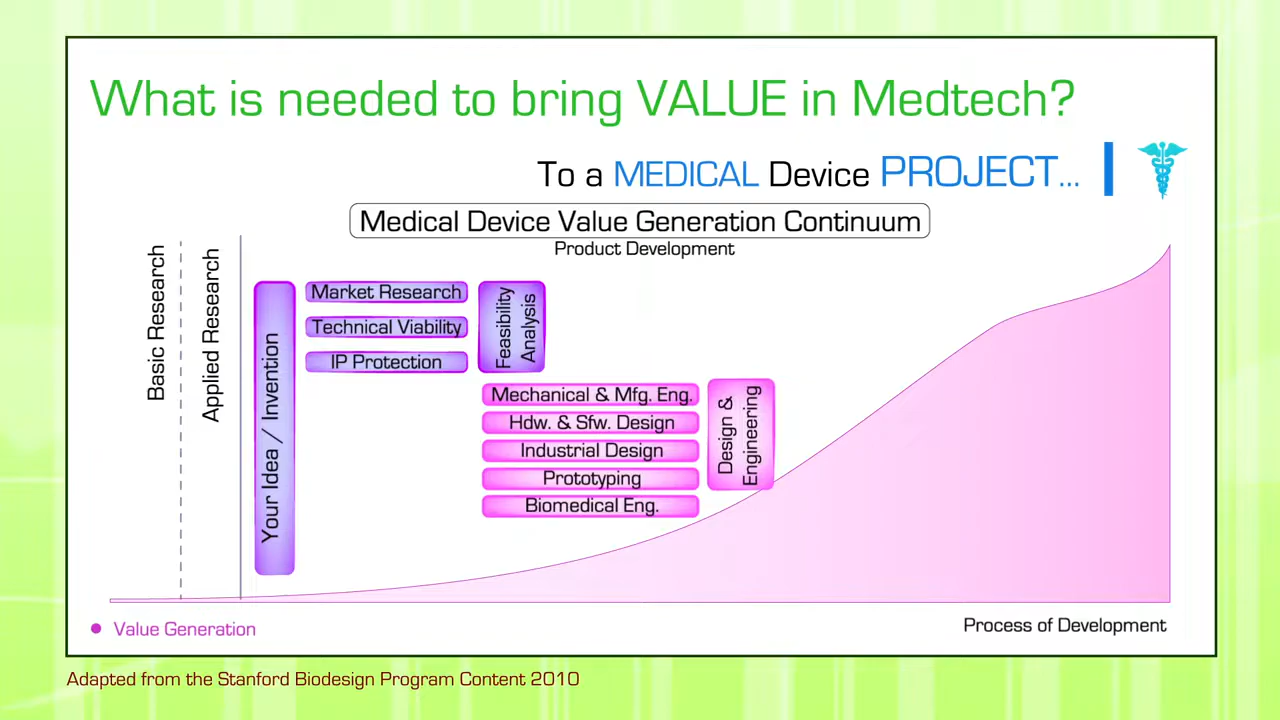 What is needed to bring VALUE in Medtech?
To a MEDICAL Device PROJECT...
Medical Device Value Generation Continuum
Product Development
Basic Research
Applied Research
Your Idea / Invention
Market Research
Technical Viability
IP Protection
Feasibility
Analysis
Mechanical & Mfg. Eng.
Hdw. & Sfw. Design
Industrial Design
Prototyping
Biomedical Eng.
Design &
Engineering
Value Generation
Process of Development
Adapted from the Stanford Biodesign Program Content 2010